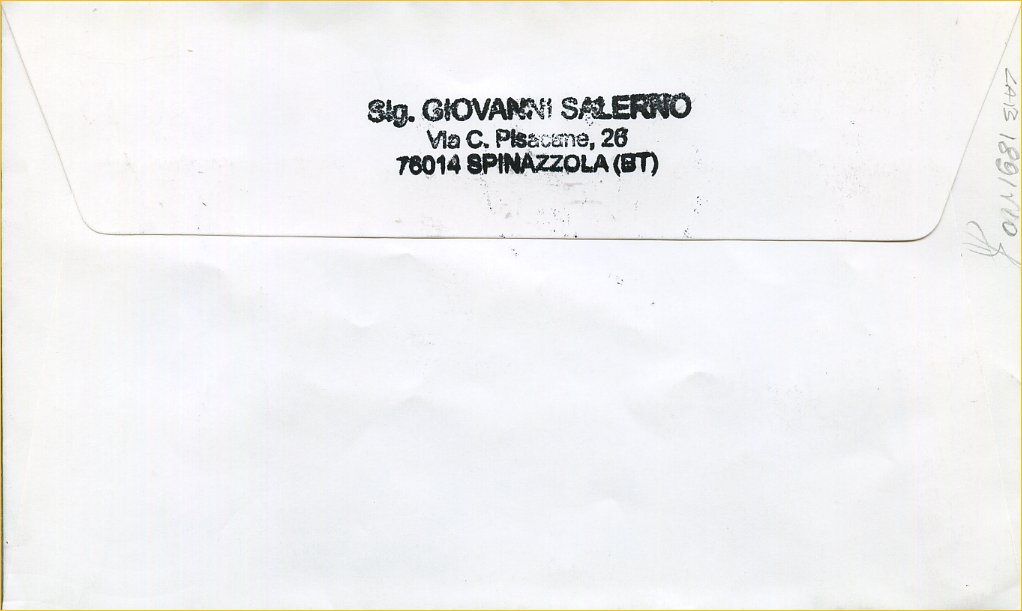 Sig. GIOVANNI SALERNO
Via C. Pisacane, 26
76014 SPINAZZOLA (BT)